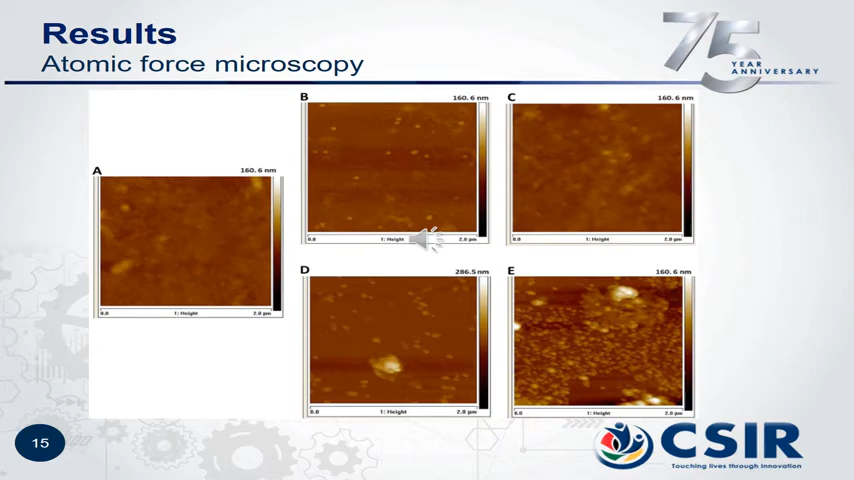 Results
Atomic force microscopy
75
YEAR
ANNIVERSARY
A
160.6 nm
0.0 1: Height 2.0 µm
B
160.6 nm
0.0 1: Height 2.0 µm
C
160.6 nm
0.0 1: Height 2.0 µm
D
286.5 nm
0.0 1: Height 2.0 µm
E
160.6 nm
0.0 1: Height 2.0 µm
15
CSIR
Touching lives through innovation